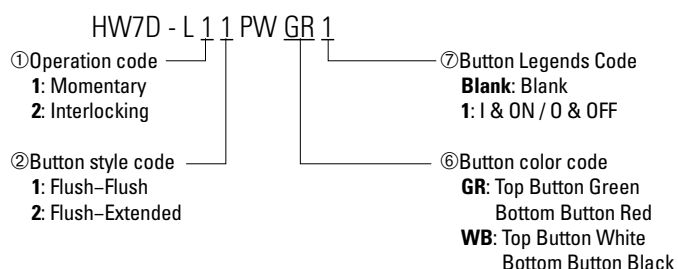 HW7D - L 1 1 PW GR 1
①Operation code
1: Momentary
2: Interlocking
②Button style code
1: Flush–Flush
2: Flush–Extended
⑦Button Legends Code
Blank: Blank
1: I & ON / O & OFF
⑥Button color code
GR: Top Button Green
Bottom Button Red
WB: Top Button White
Bottom Button Black